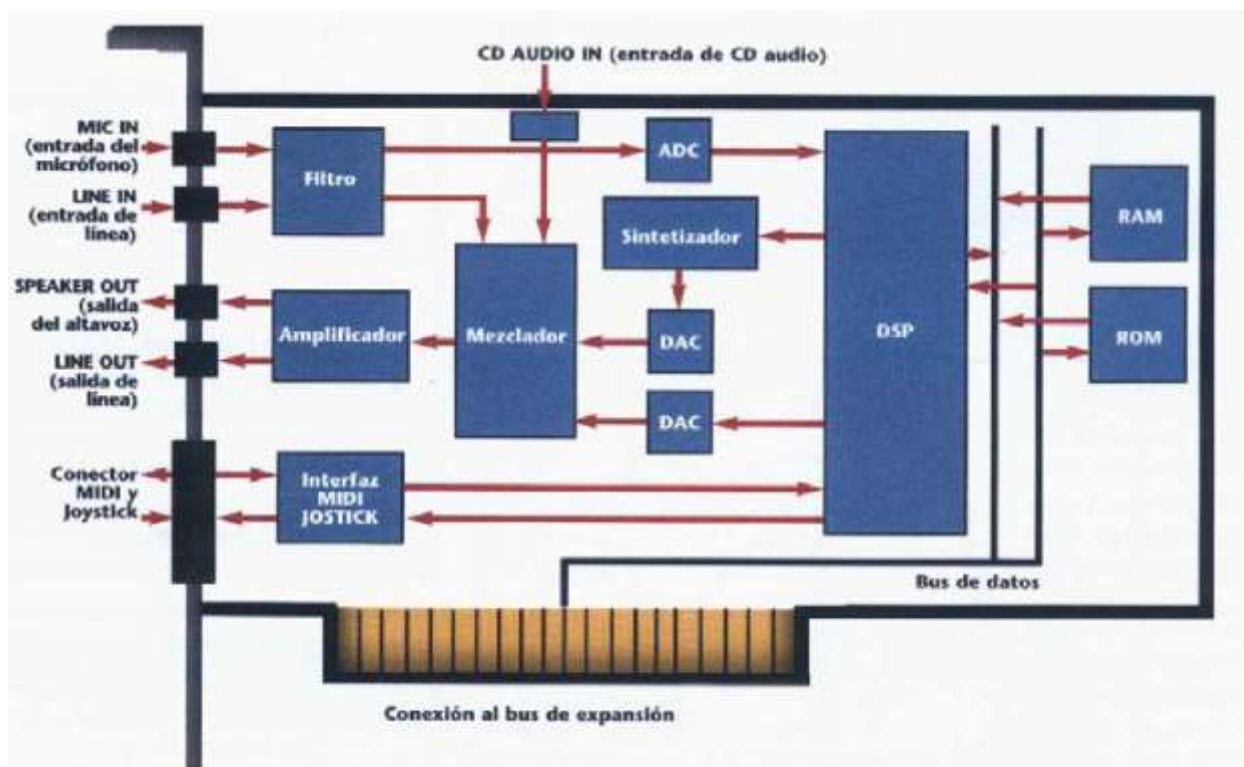 CD AUDIO IN (entrada de CD audio)
MIC IN
(entrada del
micrófono)
LINE IN
(entrada de
línea)
SPEAKER OUT
(salida
del altavoz)
LINE OUT
(salida de
línea)
Conector
MIDI y
Joystick
Filtro
ADC
Sintetizador
Amplificador
Mezclador
DAC
DAC
DSP
RAM
ROM
Interfaz
MIDI
JOSTICK
Bus de datos
Conexión al bus de expansión